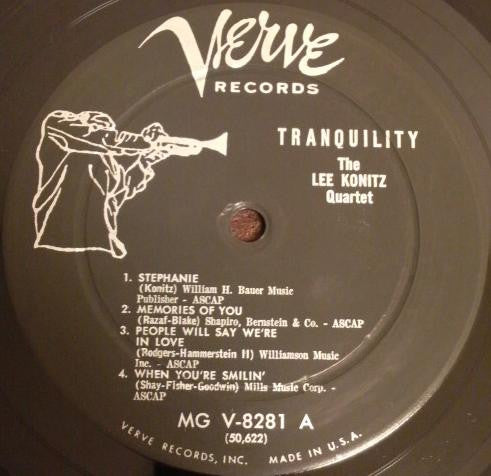 Verve
RECORDS
TRANQUILITY
The
LEE KONITZ
Quartet
1. STEPHANIE
(Konitz) William H. Bauer Music
Publisher - ASCAP
2. MEMORIES OF YOU
(Razaf-Blake) Shapiro, Bernstein & Co. - ASCAP
3. PEOPLE WILL SAY WE'RE
IN LOVE
(Rodgers-Hammerstein II) Williamson Music
Inc. - ASCAP
4. WHEN YOU'RE SMILIN'
(Shay-Fisher-Goodwin) Mills Music Corp. -
ASCAP
MG V-8281 A
(50,622)
VERVE RECORDS, INC. MADE IN U.S.A.